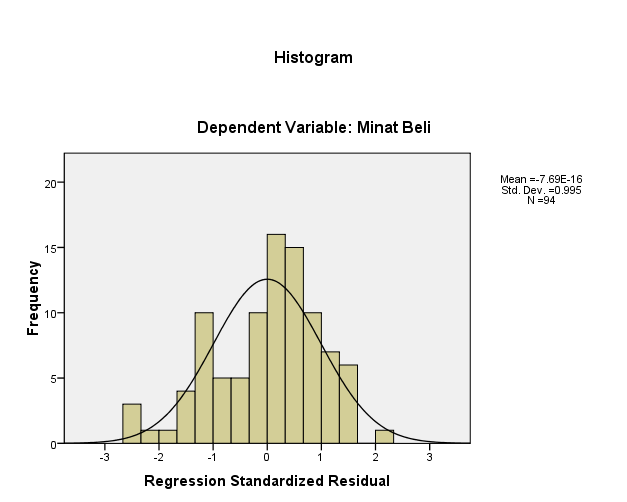 Histogram
Dependent Variable: Minat Beli
Mean =-7.69E-16
Std. Dev. =0.995
N =94
Frequency
20
15
10
5
0
-3 -2 -1 0 1 2 3
Regression Standardized Residual